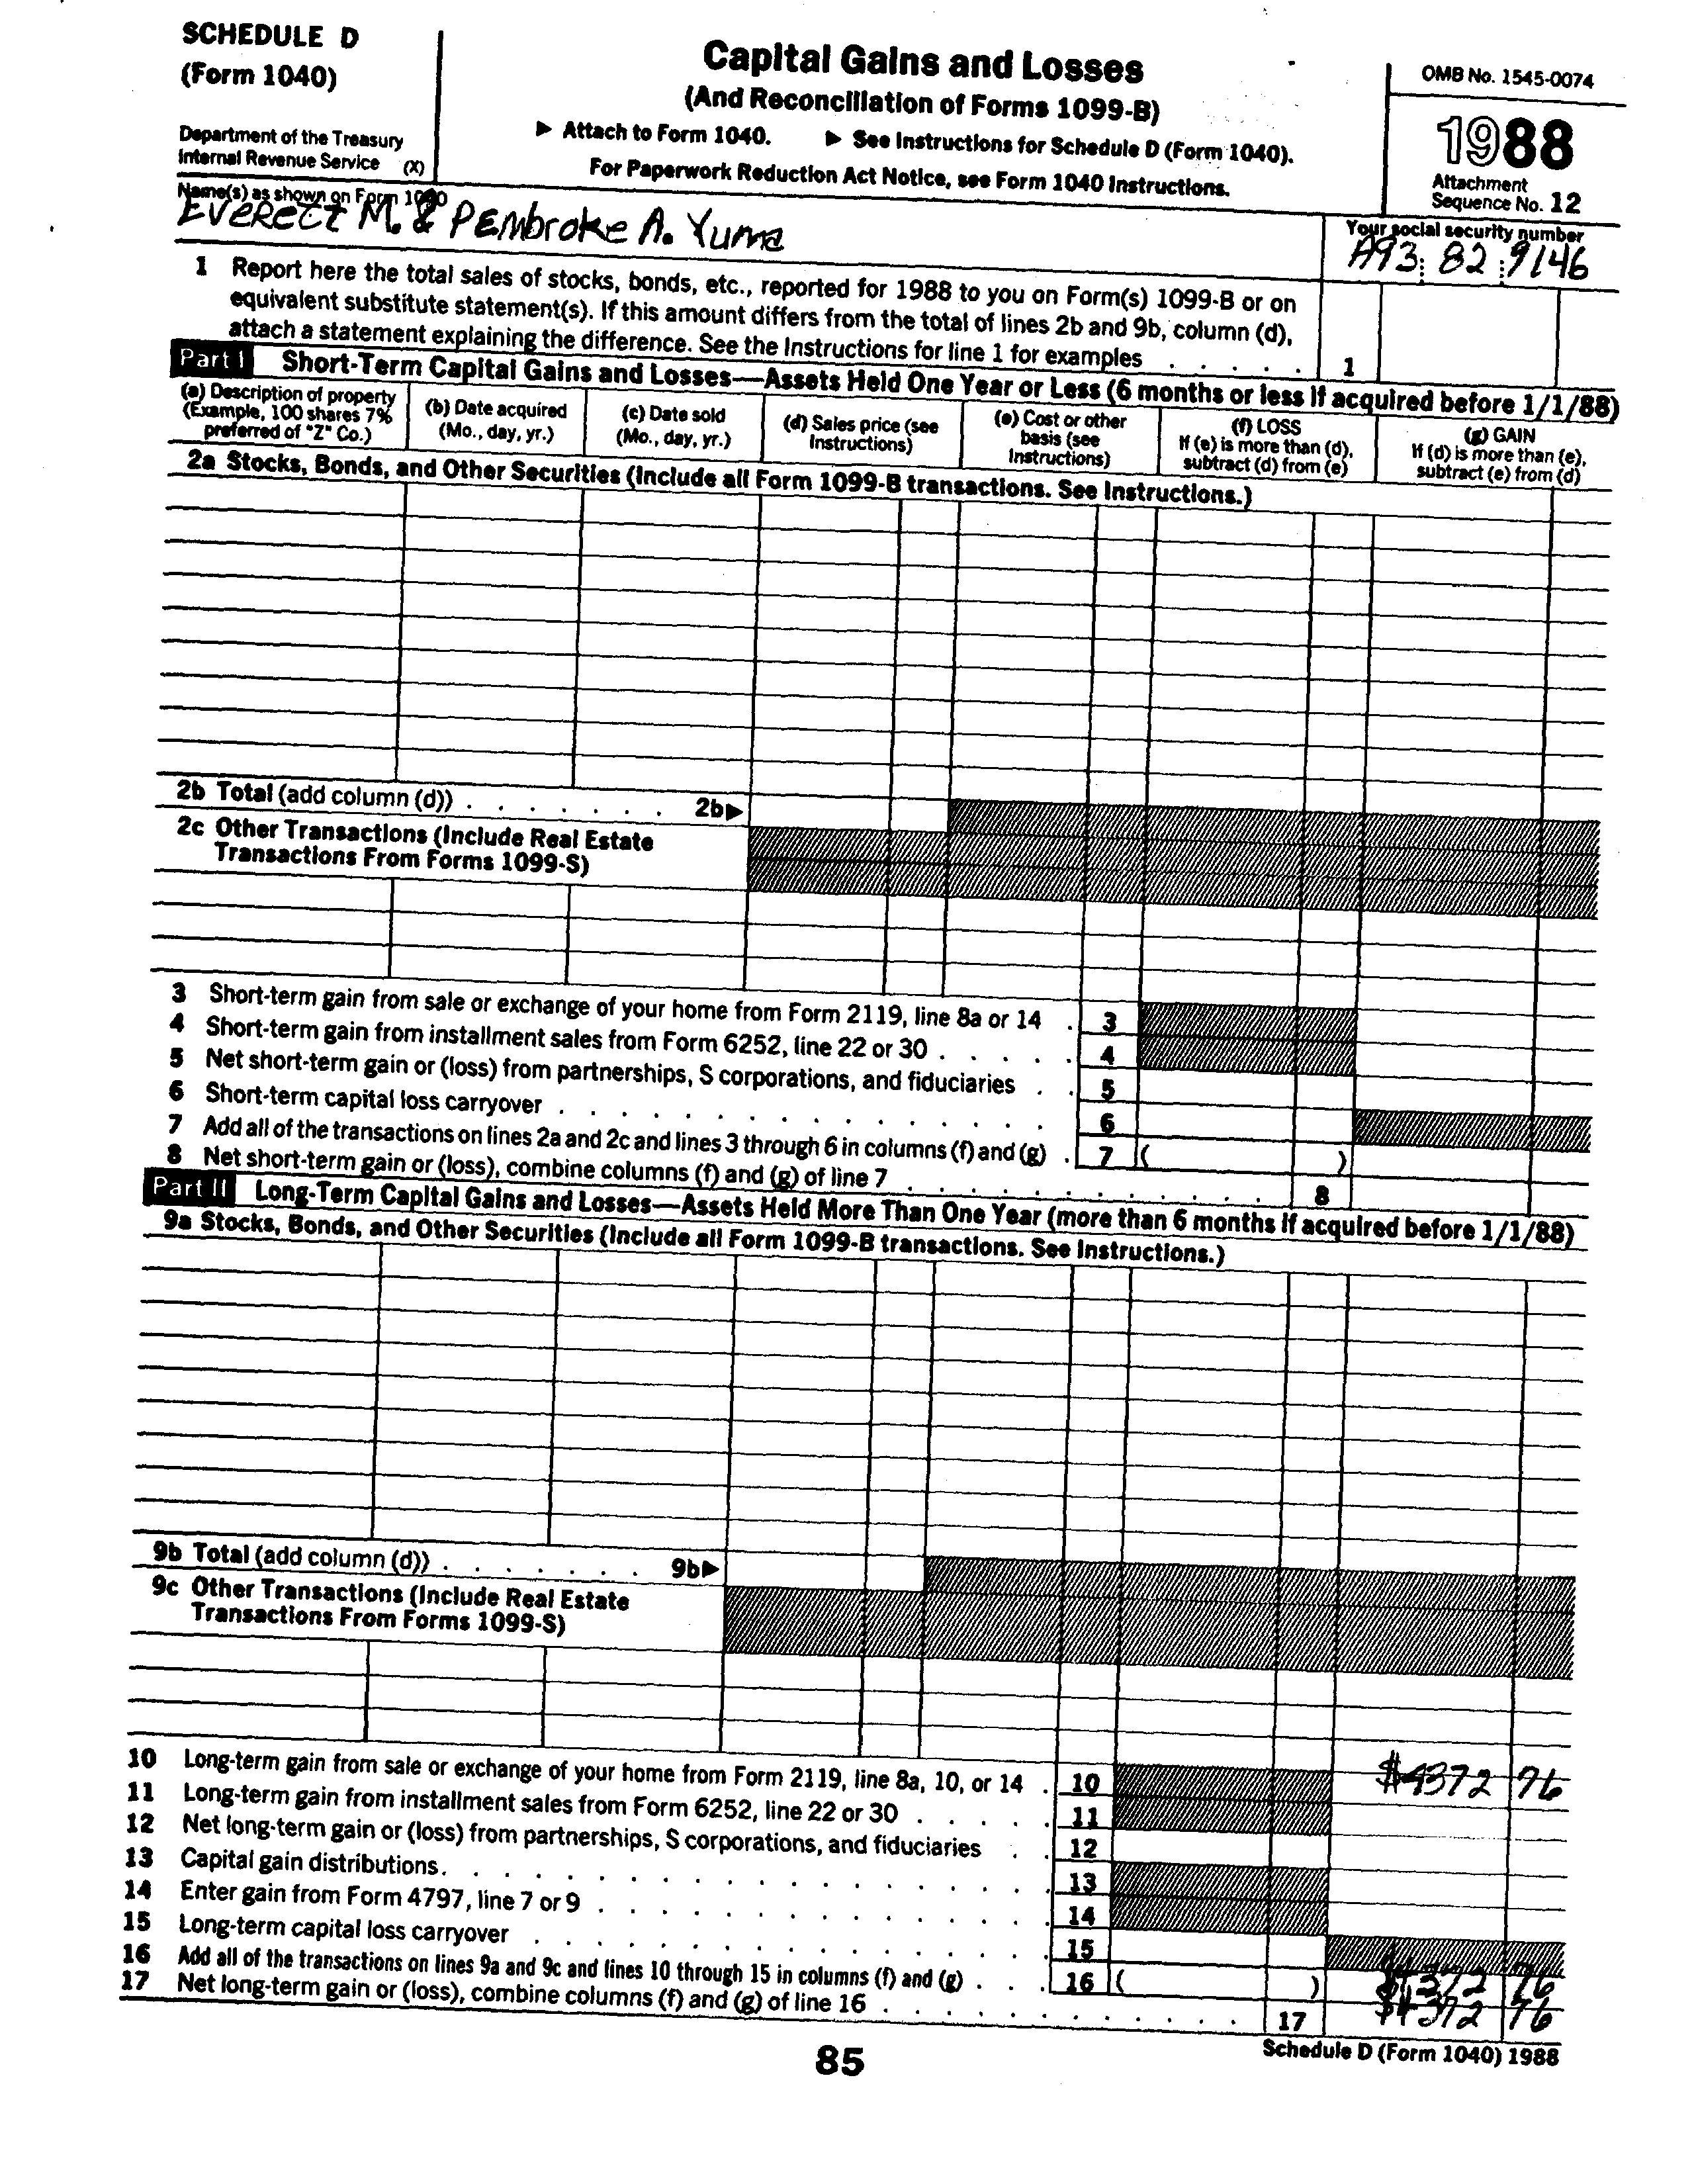 SCHEDULE D
(Form 1040)
Department of the Treasury
Internal Revenue Service (X)
Capital Gains and Losses
(And Reconciliation of Forms 1099-B)
▶ Attach to Form 1040. ▶ See Instructions for Schedule D (Form 1040).
For Paperwork Reduction Act Notice, see Form 1040 Instructions.
OMB No. 1545-0074
1988
Attachment
Sequence No. 12
Name(s) as shown on Form 1040
Everett M. & Pembroke A. Yuma
Your social security number
A93 82 9146
1 Report here the total sales of stocks, bonds, etc., reported for 1988 to you on Form(s) 1099-B or on
equivalent substitute statement(s). If this amount differs from the total of lines 2b and 9b, column (d),
attach a statement explaining the difference. See the Instructions for line 1 for examples . . . . . 1
Part I Short-Term Capital Gains and Losses—Assets Held One Year or Less (6 months or less if acquired before 1/1/88)
(a) Description of property
(Example, 100 shares 7%
preferred of "Z" Co.)
(b) Date acquired
(Mo., day, yr.)
(c) Date sold
(Mo., day, yr.)
(d) Sales price (see
Instructions)
(e) Cost or other
basis (see
Instructions)
(f) LOSS
If (e) is more than (d),
subtract (d) from (e)
(g) GAIN
If (d) is more than (e),
subtract (e) from (d)
2a Stocks, Bonds, and Other Securities (Include all Form 1099-B transactions. See Instructions.)
2b Total (add column (d)) . . . . . . . 2b▶
2c Other Transactions (Include Real Estate
Transactions From Forms 1099-S)
3 Short-term gain from sale or exchange of your home from Form 2119, line 8a or 14 . 3
4 Short-term gain from installment sales from Form 6252, line 22 or 30 . . . . . 4
5 Net short-term gain or (loss) from partnerships, S corporations, and fiduciaries . . 5
6 Short-term capital loss carryover . . . . . . . . . . . . . . 6
7 Add all of the transactions on lines 2a and 2c and lines 3 through 6 in columns (f) and (g) . 7 ( )
8 Net short-term gain or (loss), combine columns (f) and (g) of line 7 . . . . . . . . . . . . 8
Part II Long-Term Capital Gains and Losses—Assets Held More Than One Year (more than 6 months if acquired before 1/1/88)
9a Stocks, Bonds, and Other Securities (Include all Form 1099-B transactions. See Instructions.)
9b Total (add column (d)) . . . . . . . 9b▶
9c Other Transactions (Include Real Estate
Transactions From Forms 1099-S)
10 Long-term gain from sale or exchange of your home from Form 2119, line 8a, 10, or 14 . 10 $4372 76
11 Long-term gain from installment sales from Form 6252, line 22 or 30 . . . . . 11
12 Net long-term gain or (loss) from partnerships, S corporations, and fiduciaries . . 12
13 Capital gain distributions. . . . . . . . . . . . . . . . . 13
14 Enter gain from Form 4797, line 7 or 9 . . . . . . . . . . . . . 14
15 Long-term capital loss carryover . . . . . . . . . . . . . . 15
16 Add all of the transactions on lines 9a and 9c and lines 10 through 15 in columns (f) and (g) . . . 16 ( ) $4372 76
17 Net long-term gain or (loss), combine columns (f) and (g) of line 16 . . . . . . . . . . . . 17 $4372 76
85
Schedule D (Form 1040) 1988